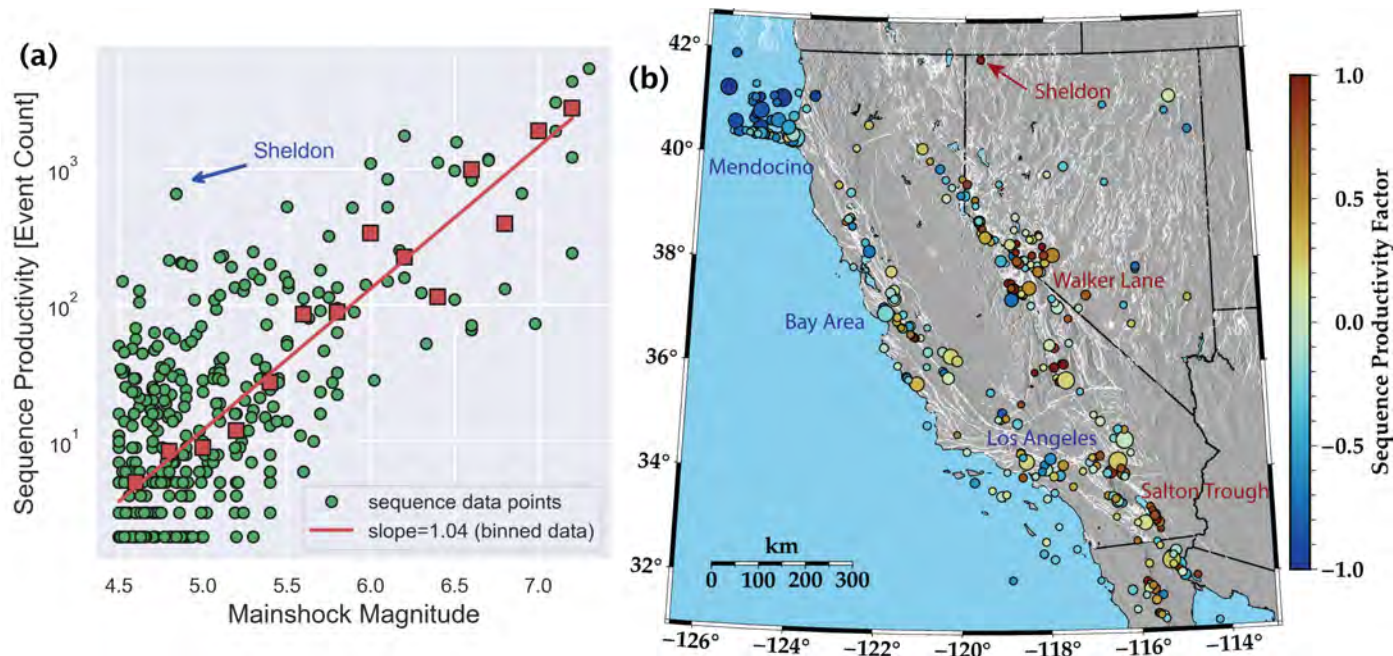 (a)
Sequence Productivity [Event Count]
10³
10²
10¹
Sheldon
sequence data points
slope=1.04 (binned data)
4.5 5.0 5.5 6.0 6.5 7.0
Mainshock Magnitude
(b)
42°
40°
38°
36°
34°
32°
Sheldon
Mendocino
Walker Lane
Bay Area
Los Angeles
Salton Trough
km
0 100 200 300
−126° −124° −122° −120° −118° −116° −114°
1.0
0.5
0.0
−0.5
−1.0
Sequence Productivity Factor